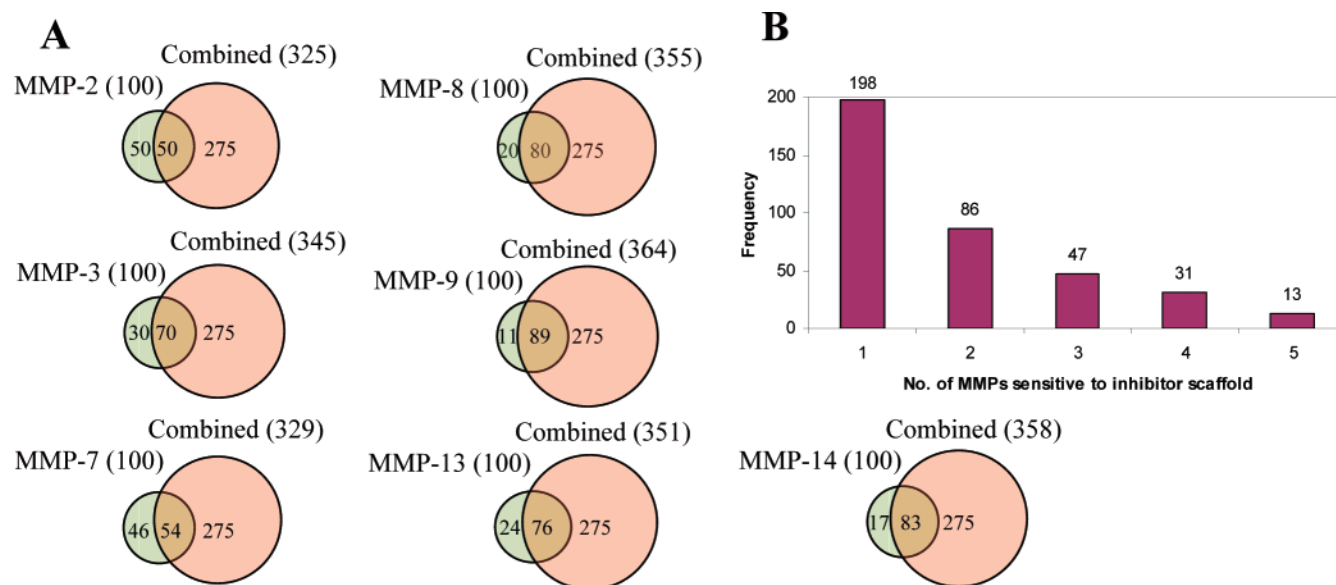 A
Combined (325)
MMP-2 (100)
50 50 275
Combined (355)
MMP-8 (100)
20 80 275
Combined (345)
MMP-3 (100)
30 70 275
Combined (364)
MMP-9 (100)
11 89 275
Combined (329)
MMP-7 (100)
46 54 275
Combined (351)
MMP-13 (100)
24 76 275
Combined (358)
MMP-14 (100)
17 83 275
B
Frequency
200
150
100
50
0
198
86
47
31
13
1 2 3 4 5
No. of MMPs sensitive to inhibitor scaffold